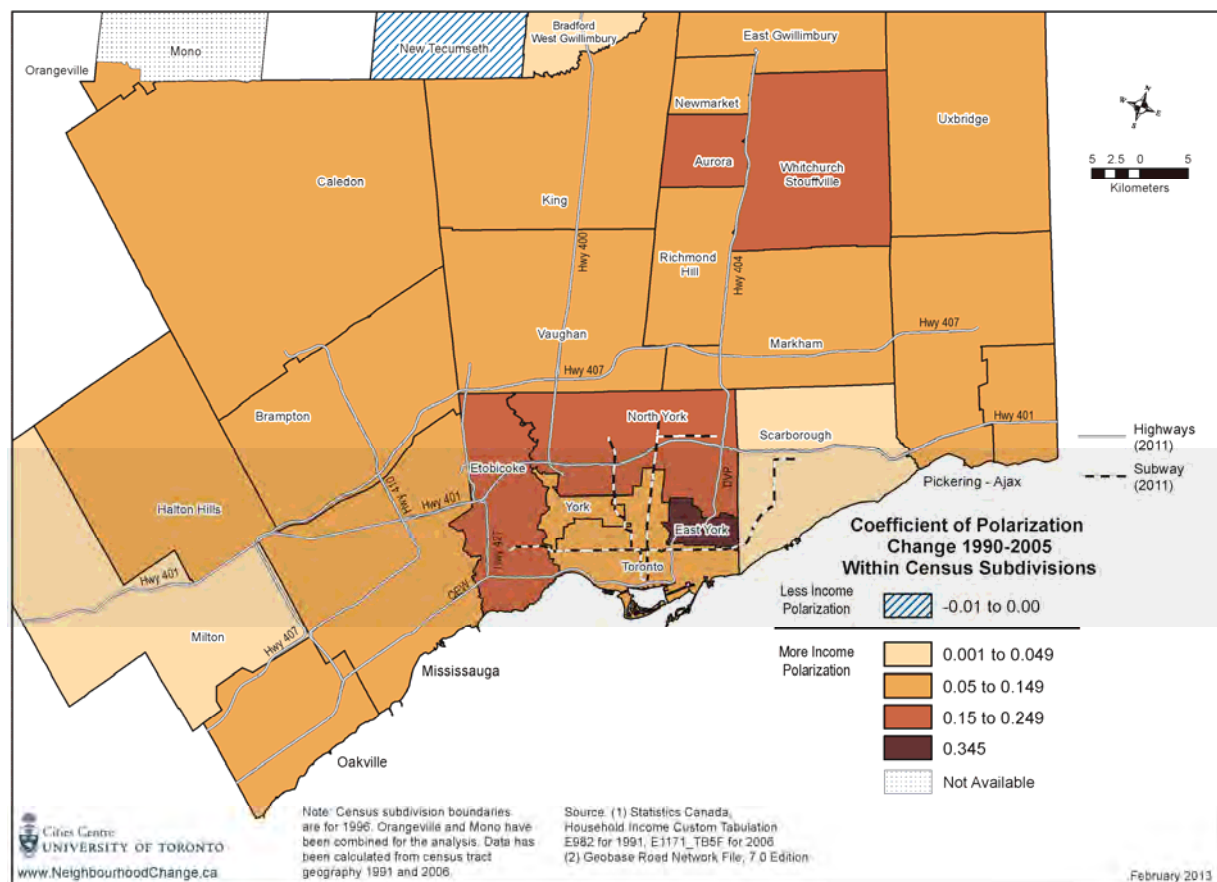 Bradford
West Gwillimbury
East Gwillimbury
Mono
New Tecumseth
Orangeville
Newmarket
Uxbridge
Aurora
Whitchurch
Stouffville
Caledon
King
Hwy 400
Richmond
Hill
Hwy 404
Vaughan
Markham
Hwy 407
Hwy 407
Brampton
North York
Scarborough
Hwy 401
Etobicoke
DVP
Hwy 410
Hwy 401
Halton Hills
York
East York
Pickering - Ajax
Hwy 427
Toronto
QEW
Hwy 401
Milton
Hwy 407
Mississauga
Oakville
N
W
E
S
5 2.5 0 5
Kilometers
Highways
(2011)
Subway
(2011)
Coefficient of Polarization
Change 1990-2005
Within Census Subdivisions
Less Income
Polarization
-0.01 to 0.00
More Income
Polarization
0.001 to 0.049
0.05 to 0.149
0.15 to 0.249
0.345
Not Available
Cities Centre
UNIVERSITY OF TORONTO
www.NeighbourhoodChange.ca
Note: Census subdivision boundaries
are for 1996. Orangeville and Mono have
been combined for the analysis. Data has
been calculated from census tract
geography 1991 and 2006.
Source: (1) Statistics Canada,
Household Income Custom Tabulation
E982 for 1991, E1171_TB5F for 2006
(2) Geobase Road Network File, 7.0 Edition
February 2013